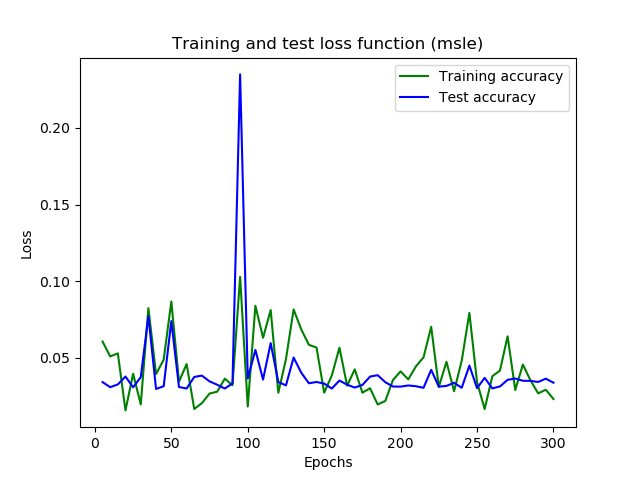 Training and test loss function (msle)
Training accuracy
Test accuracy
0.20
0.15
0.10
0.05
Loss
0
50
100
150
200
250
300
Epochs